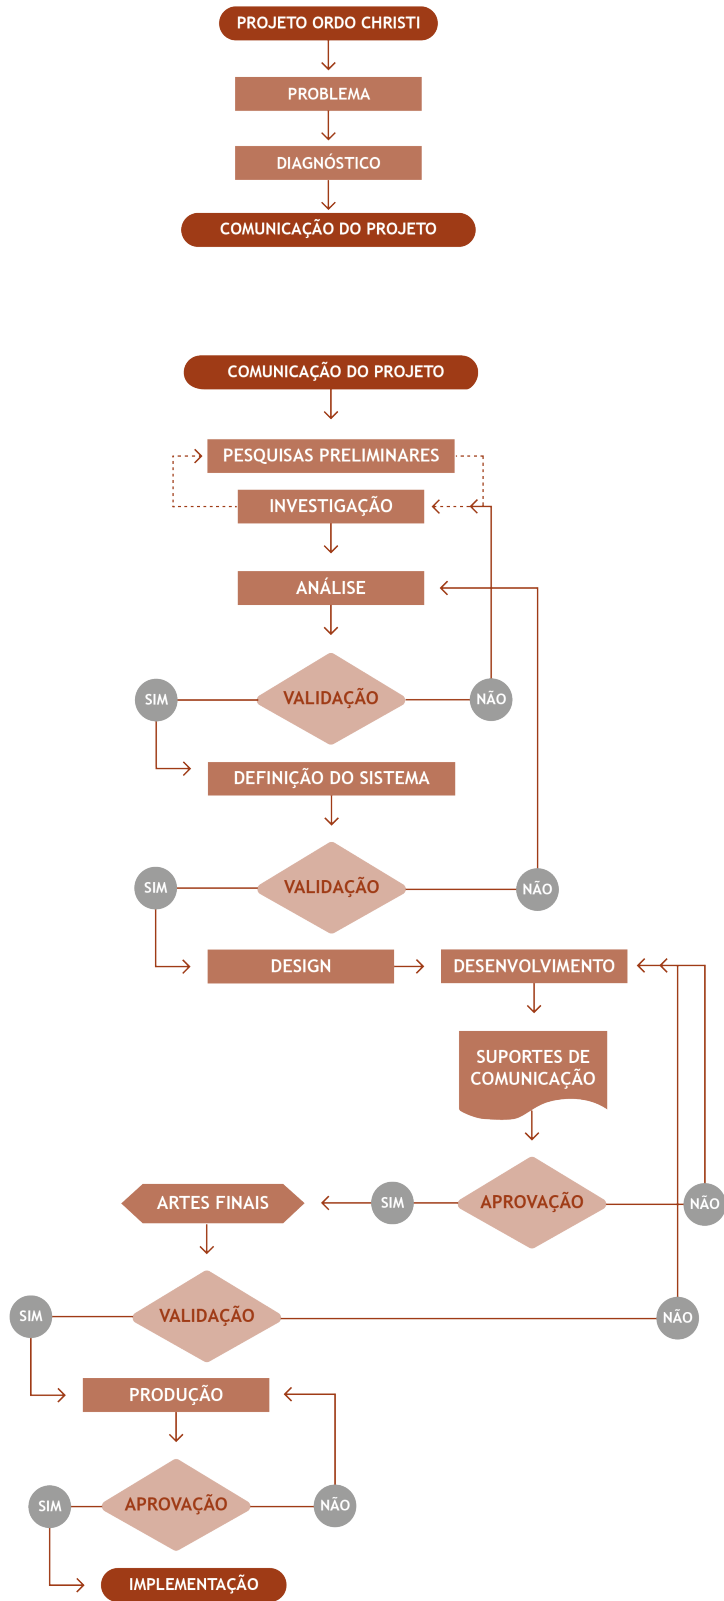 PROJETO ORDO CHRISTI
PROBLEMA
DIAGNÓSTICO
COMUNICAÇÃO DO PROJETO
COMUNICAÇÃO DO PROJETO
PESQUISAS PRELIMINARES
INVESTIGAÇÃO
ANÁLISE
SIM
VALIDAÇÃO
NÃO
DEFINIÇÃO DO SISTEMA
SIM
VALIDAÇÃO
NÃO
DESIGN
DESENVOLVIMENTO
SUPORTES DE
COMUNICAÇÃO
ARTES FINAIS
SIM
APROVAÇÃO
NÃO
SIM
VALIDAÇÃO
NÃO
PRODUÇÃO
SIM
APROVAÇÃO
NÃO
IMPLEMENTAÇÃO